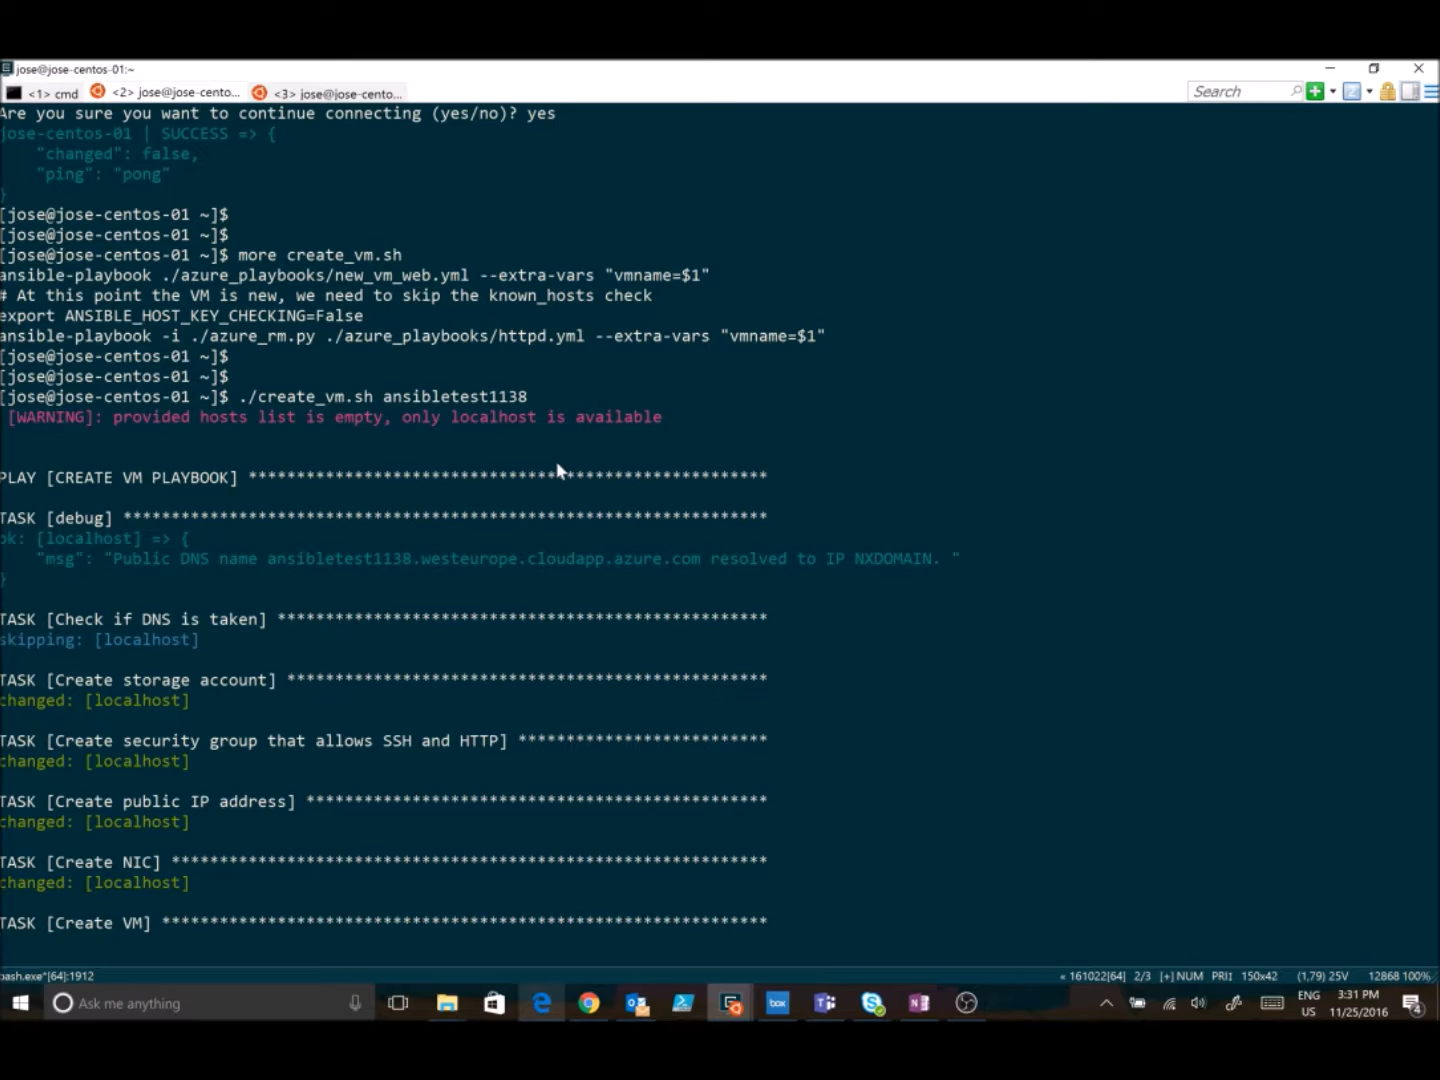 jose@jose-centos-01:~
<1> cmd
<2> jose@jose-cento...
<3> jose@jose-cento...
Search
Are you sure you want to continue connecting (yes/no)? yes
jose-centos-01 | SUCCESS => {
"changed": false,
"ping": "pong"
}
[jose@jose-centos-01 ~]$
[jose@jose-centos-01 ~]$
[jose@jose-centos-01 ~]$ more create_vm.sh
ansible-playbook ./azure_playbooks/new_vm_web.yml --extra-vars "vmname=$1"
# At this point the VM is new, we need to skip the known_hosts check
export ANSIBLE_HOST_KEY_CHECKING=False
ansible-playbook -i ./azure_rm.py ./azure_playbooks/httpd.yml --extra-vars "vmname=$1"
[jose@jose-centos-01 ~]$
[jose@jose-centos-01 ~]$
[jose@jose-centos-01 ~]$ ./create_vm.sh ansibletest1138
[WARNING]: provided hosts list is empty, only localhost is available
PLAY [CREATE VM PLAYBOOK] ******************************************************
TASK [debug] *******************************************************************
ok: [localhost] => {
"msg": "Public DNS name ansibletest1138.westeurope.cloudapp.azure.com resolved to IP NXDOMAIN. "
}
TASK [Check if DNS is taken] ***************************************************
skipping: [localhost]
TASK [Create storage account] **************************************************
changed: [localhost]
TASK [Create security group that allows SSH and HTTP] **************************
changed: [localhost]
TASK [Create public IP address] ************************************************
changed: [localhost]
TASK [Create NIC] **************************************************************
changed: [localhost]
TASK [Create VM] ***************************************************************
bash.exe*[64]:1912
« 161022[64] 2/3 [+] NUM PRI↕ 150x42 (1,79) 25V 12868 100%
Ask me anything
box
ENG
US
3:31 PM
11/25/2016
4